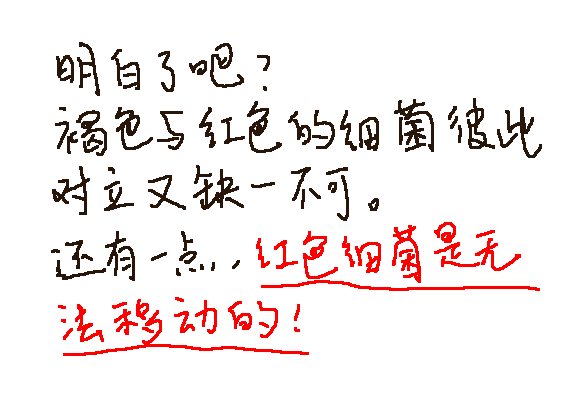 明白了吧?
褐色与红色的细菌彼此
对立又缺一不可。
还有一点,红色细菌是无
法移动的!